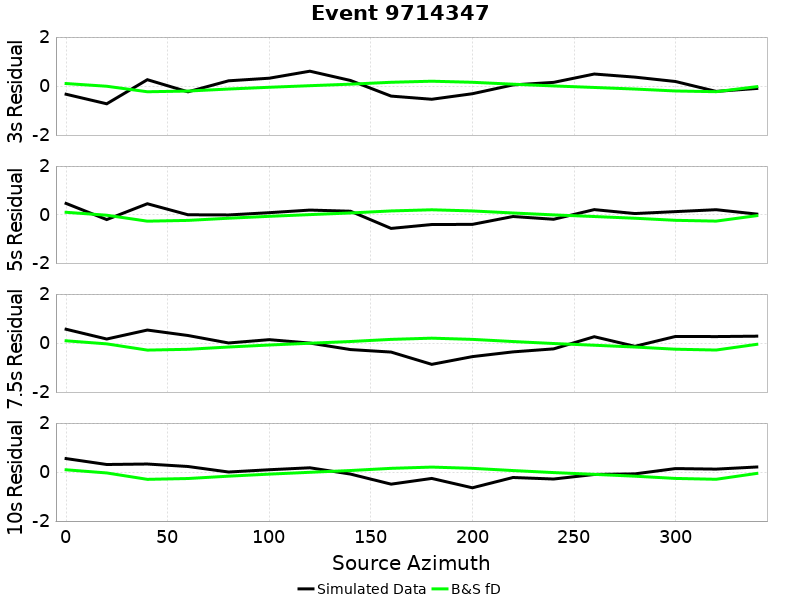 Event 9714347
2
0
-2
3s Residual
2
0
-2
5s Residual
2
0
-2
7.5s Residual
2
0
-2
10s Residual
0 50 100 150 200 250 300
Source Azimuth
Simulated Data B&S fD